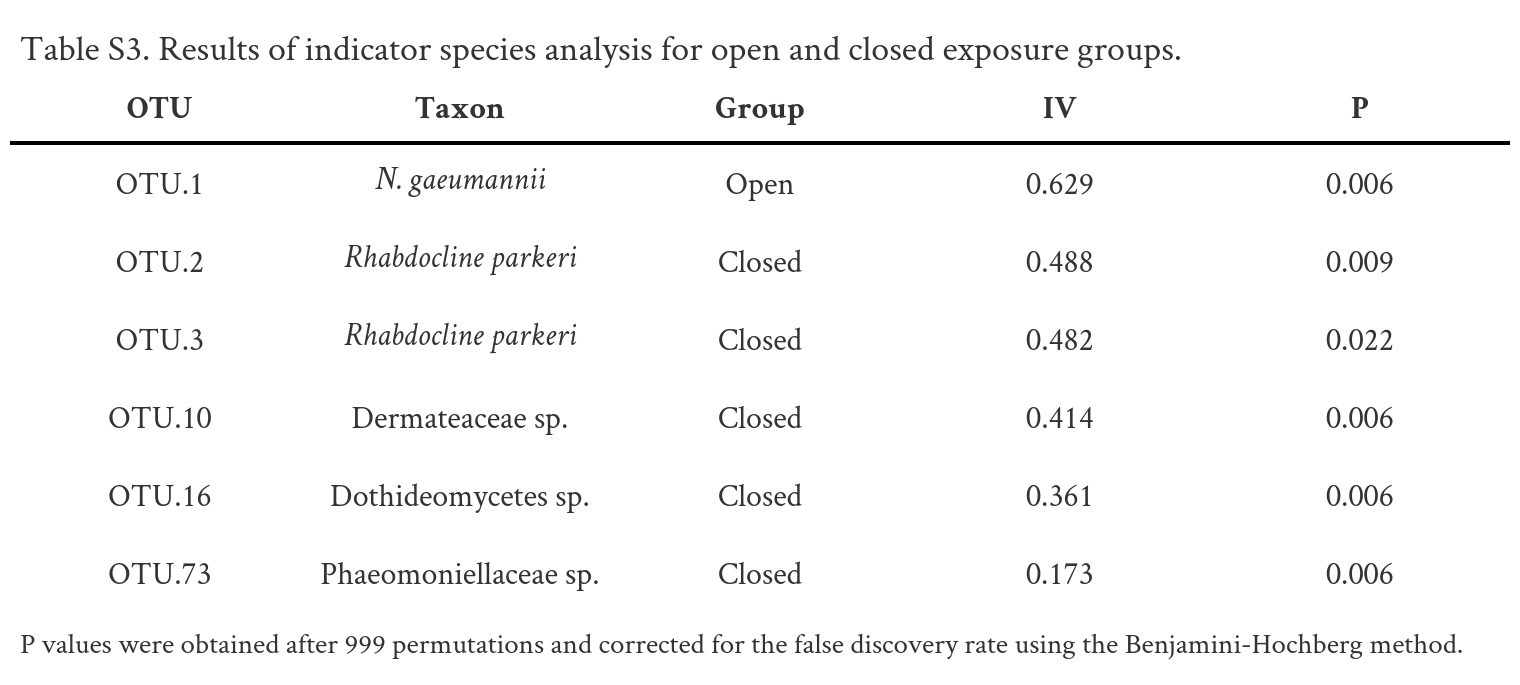 Table S3. Results of indicator species analysis for open and closed exposure groups.
OTU Taxon Group IV P
OTU.1 N. gaeumannii Open 0.629 0.006
OTU.2 Rhabdocline parkeri Closed 0.488 0.009
OTU.3 Rhabdocline parkeri Closed 0.482 0.022
OTU.10 Dermateaceae sp. Closed 0.414 0.006
OTU.16 Dothideomycetes sp. Closed 0.361 0.006
OTU.73 Phaeomoniellaceae sp. Closed 0.173 0.006
P values were obtained after 999 permutations and corrected for the false discovery rate using the Benjamini-Hochberg method.